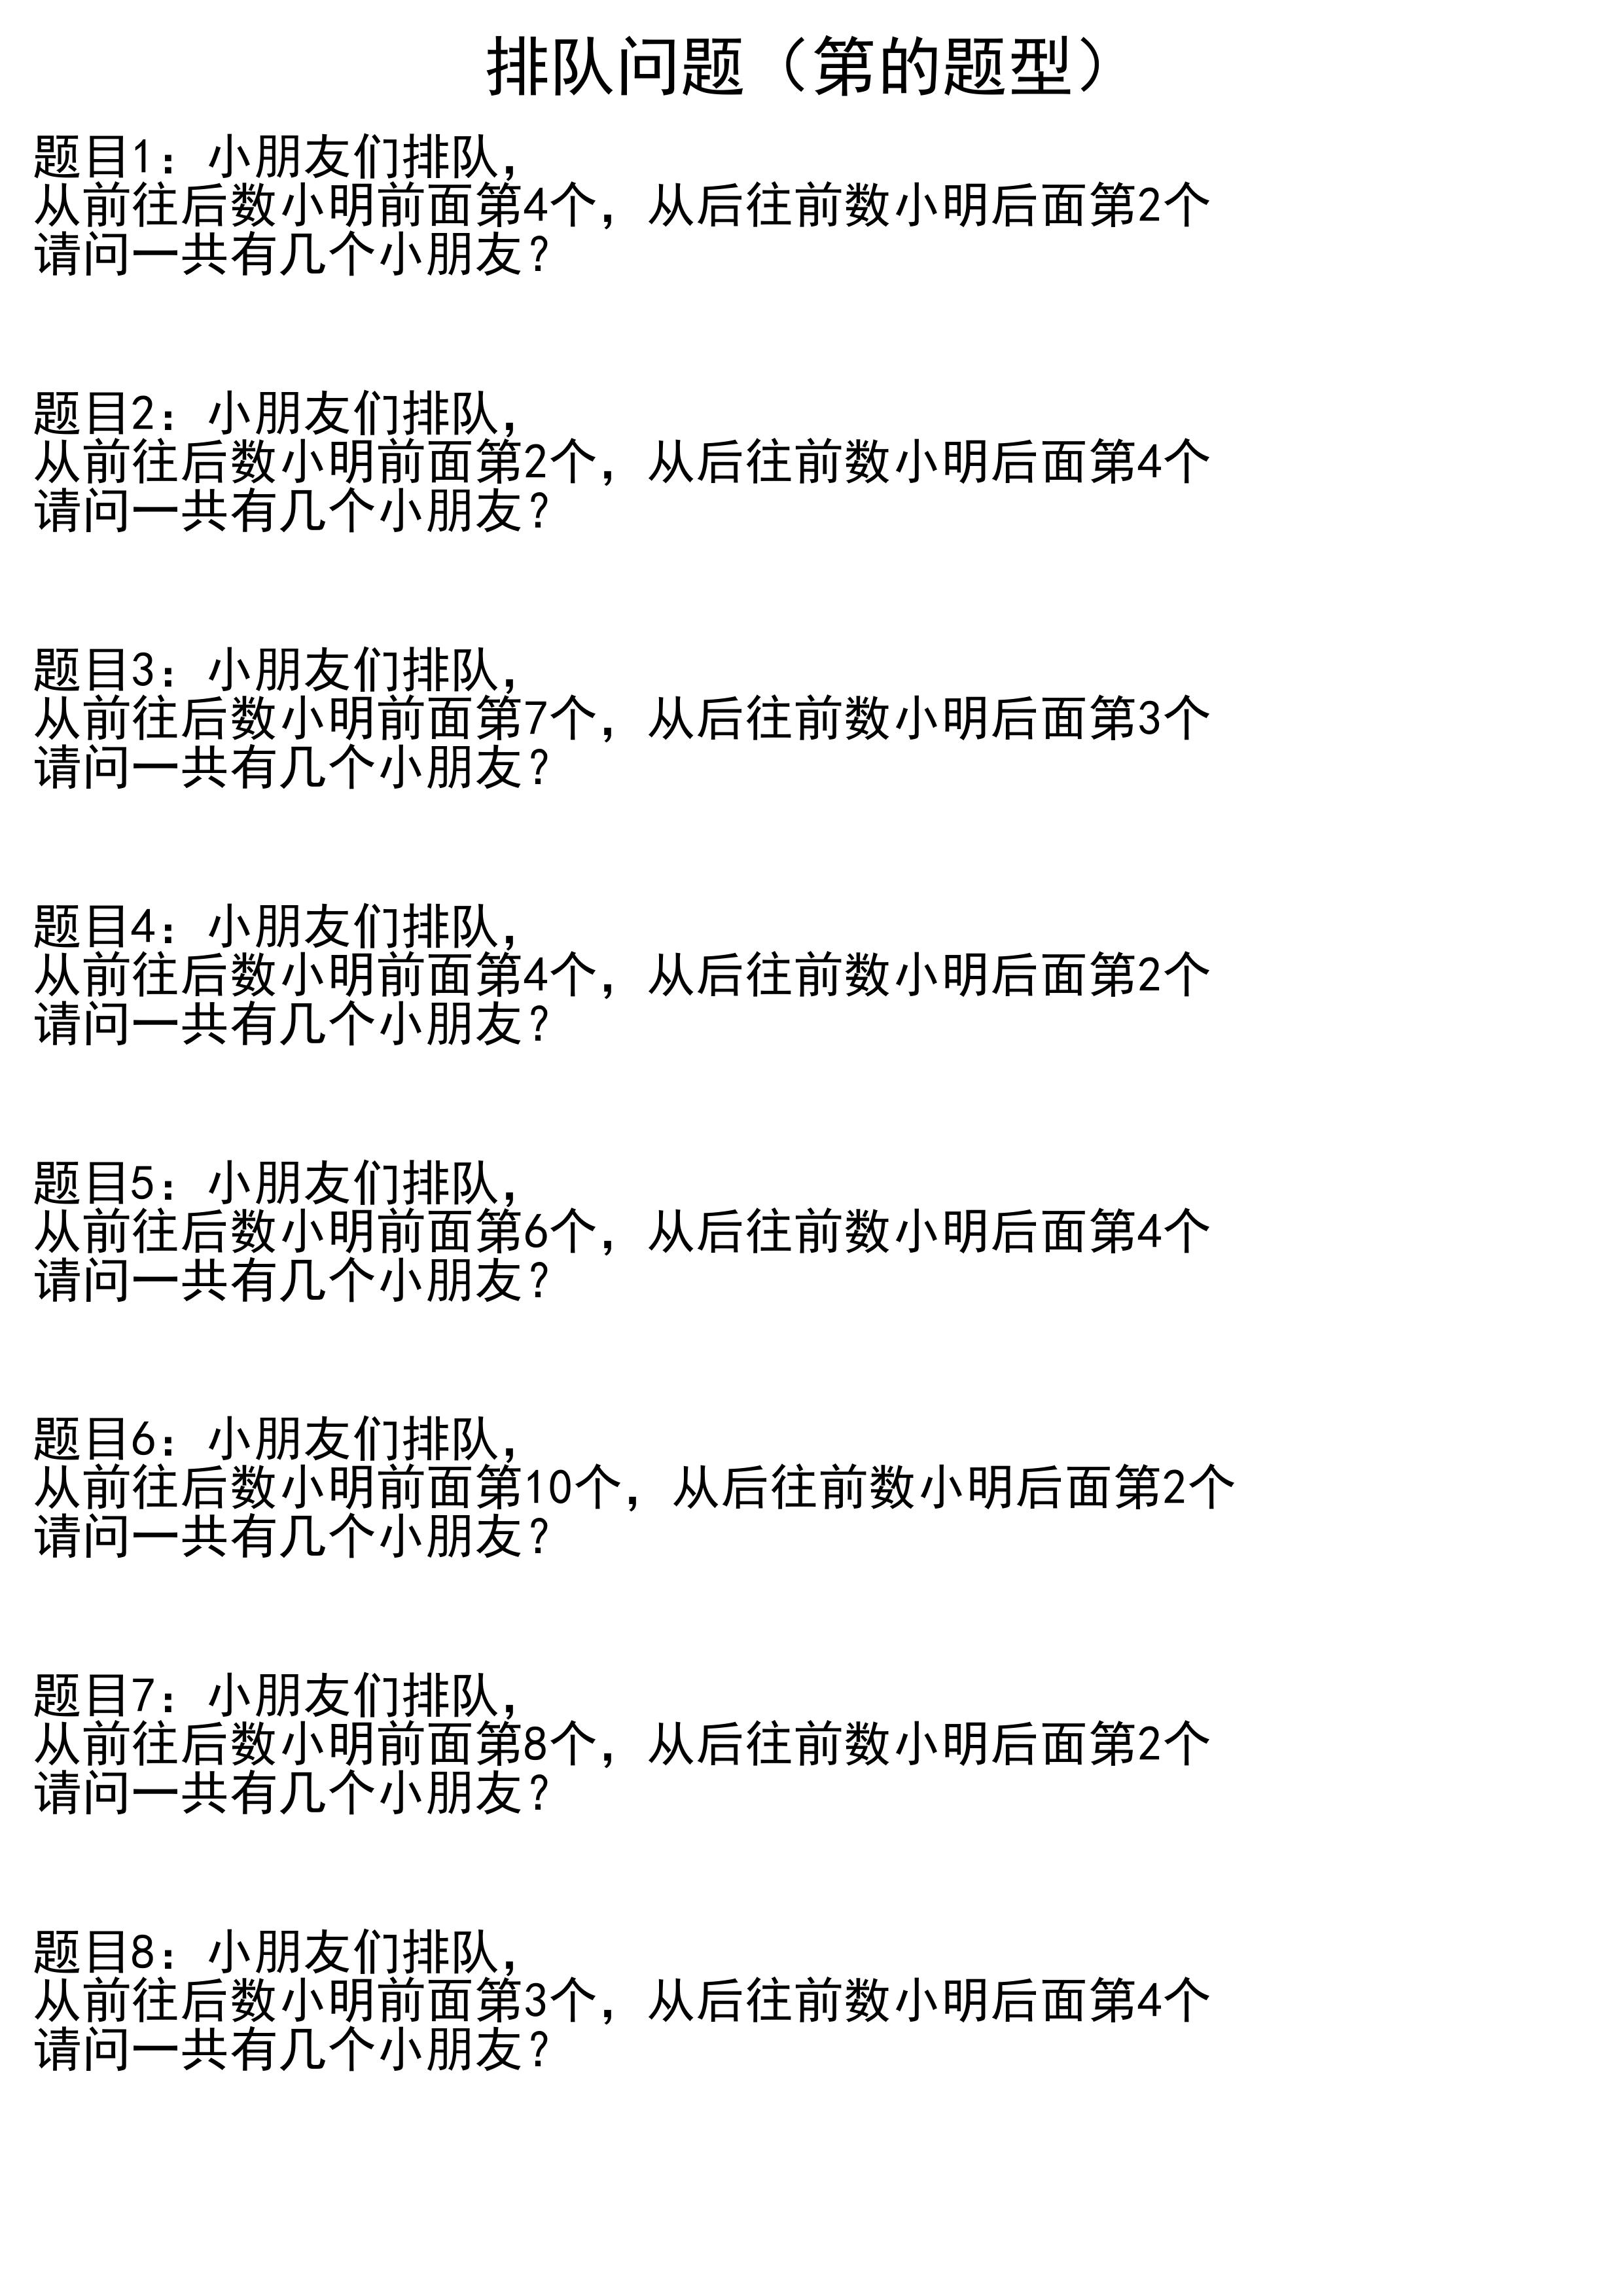 排队问题（第的题型）
题目1：小朋友们排队，
从前往后数小明前面第4个，从后往前数小明后面第2个
请问一共有几个小朋友？
题目2：小朋友们排队，
从前往后数小明前面第2个，从后往前数小明后面第4个
请问一共有几个小朋友？
题目3：小朋友们排队，
从前往后数小明前面第7个，从后往前数小明后面第3个
请问一共有几个小朋友？
题目4：小朋友们排队，
从前往后数小明前面第4个，从后往前数小明后面第2个
请问一共有几个小朋友？
题目5：小朋友们排队，
从前往后数小明前面第6个，从后往前数小明后面第4个
请问一共有几个小朋友？
题目6：小朋友们排队，
从前往后数小明前面第10个，从后往前数小明后面第2个
请问一共有几个小朋友？
题目7：小朋友们排队，
从前往后数小明前面第8个，从后往前数小明后面第2个
请问一共有几个小朋友？
题目8：小朋友们排队，
从前往后数小明前面第3个，从后往前数小明后面第4个
请问一共有几个小朋友？